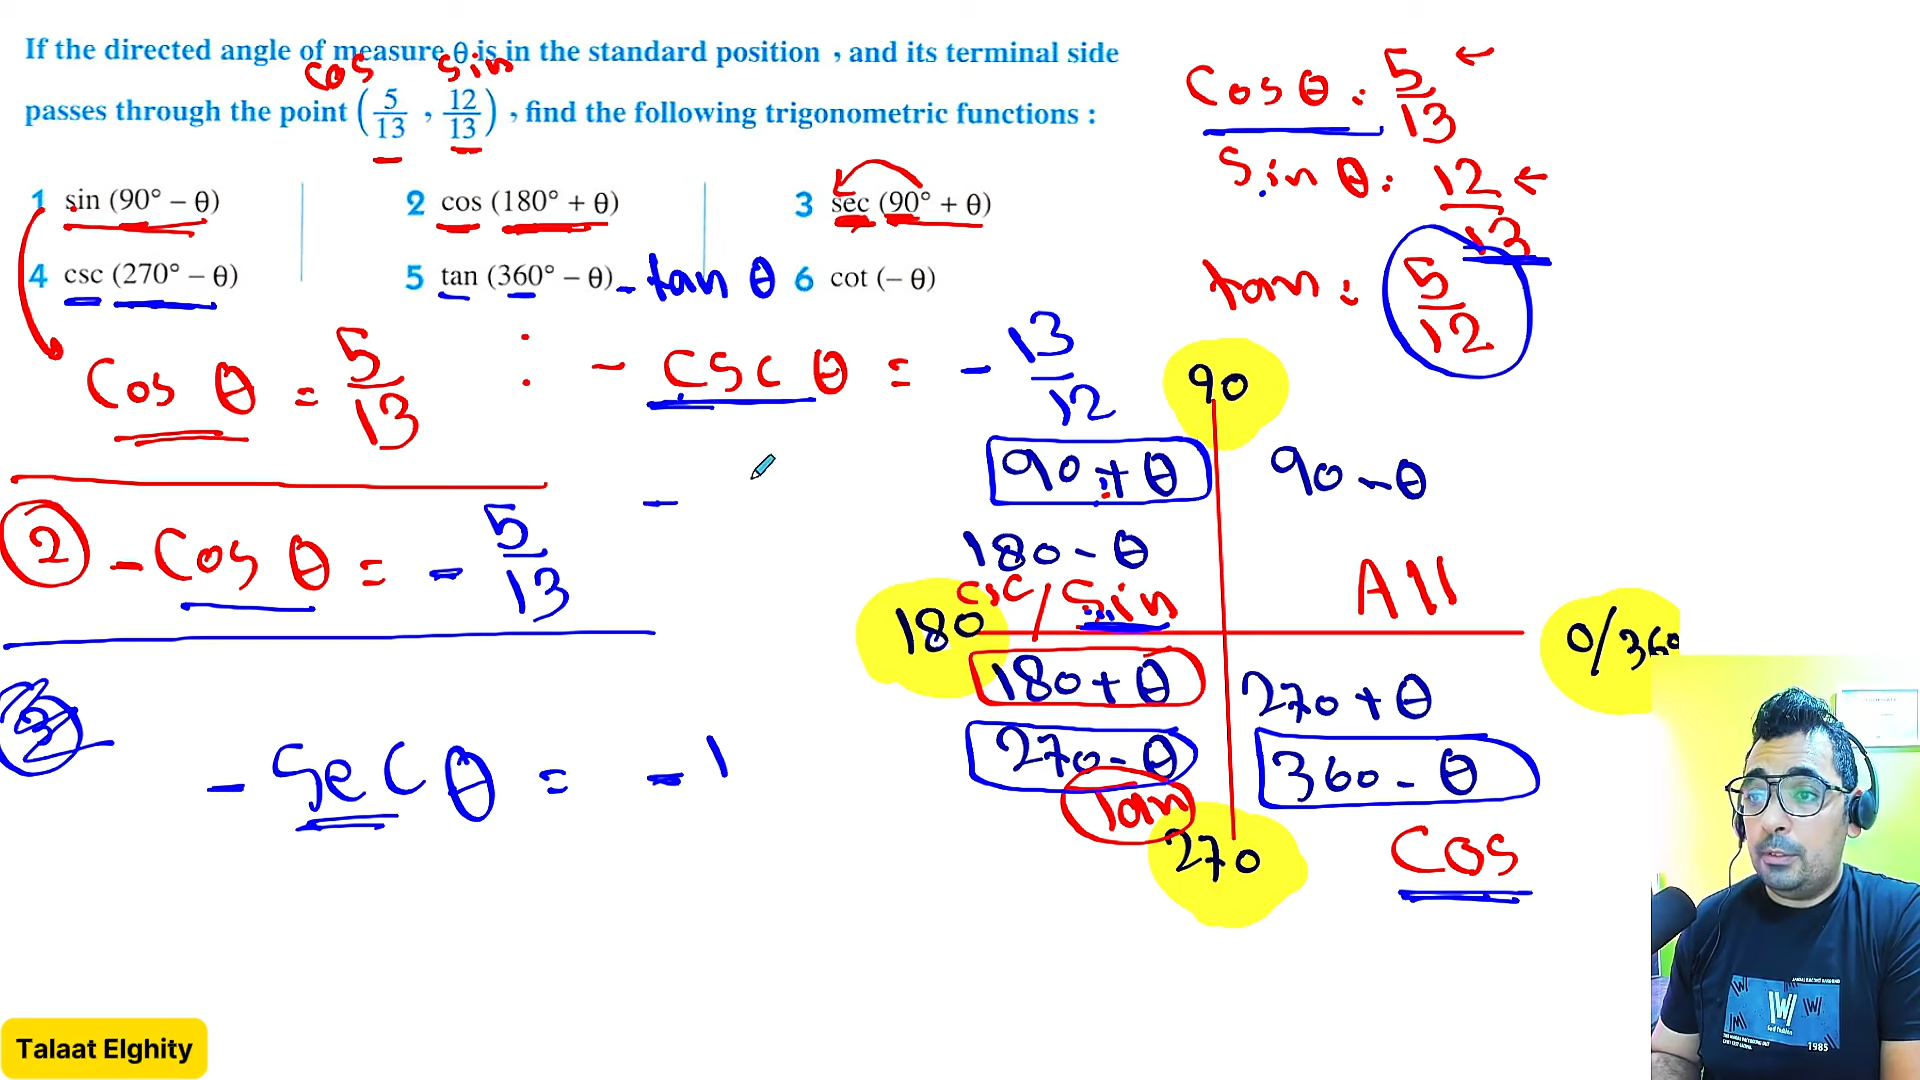 If the directed angle of measure θ is in the standard position , and its terminal side
cos sin
passes through the point (5/13 , 12/13) , find the following trigonometric functions :
1 sin (90° – θ)
2 cos (180° + θ)
3 sec (90° + θ)
4 csc (270° – θ)
5 tan (360° – θ) - tan θ
6 cot (– θ)
Cos θ : 5/13
Sin θ : 12/13
tan : 5/12
Cos θ = 5/13
: - csc θ = - 13/12
-
2 - Cos θ = - 5/13
3
- Sec θ = - 1
90
90 + θ
90 - θ
180 - θ
csc / Sin
All
180
0/360
180 + θ
270 + θ
270 - θ
360 - θ
Tan
270
Cos
1985
Talaat Elghity